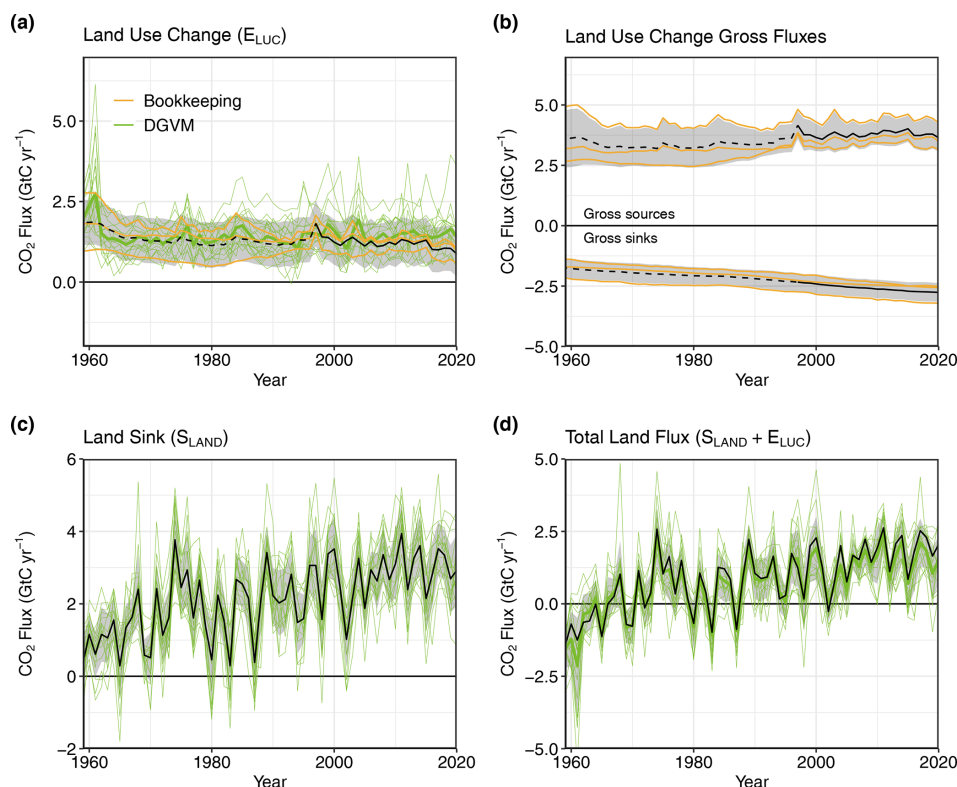 (a)
Land Use Change (E_LUC)
CO₂ Flux (GtC yr⁻¹)
5.0
2.5
0.0
Bookkeeping
DGVM
1960
1980
2000
2020
Year
(b)
Land Use Change Gross Fluxes
CO₂ Flux (GtC yr⁻¹)
5.0
2.5
0.0
−2.5
−5.0
Gross sources
Gross sinks
1960
1980
2000
2020
Year
(c)
Land Sink (S_LAND)
CO₂ Flux (GtC yr⁻¹)
6
4
2
0
−2
1960
1980
2000
2020
Year
(d)
Total Land Flux (S_LAND + E_LUC)
CO₂ Flux (GtC yr⁻¹)
5.0
2.5
0.0
−2.5
−5.0
1960
1980
2000
2020
Year